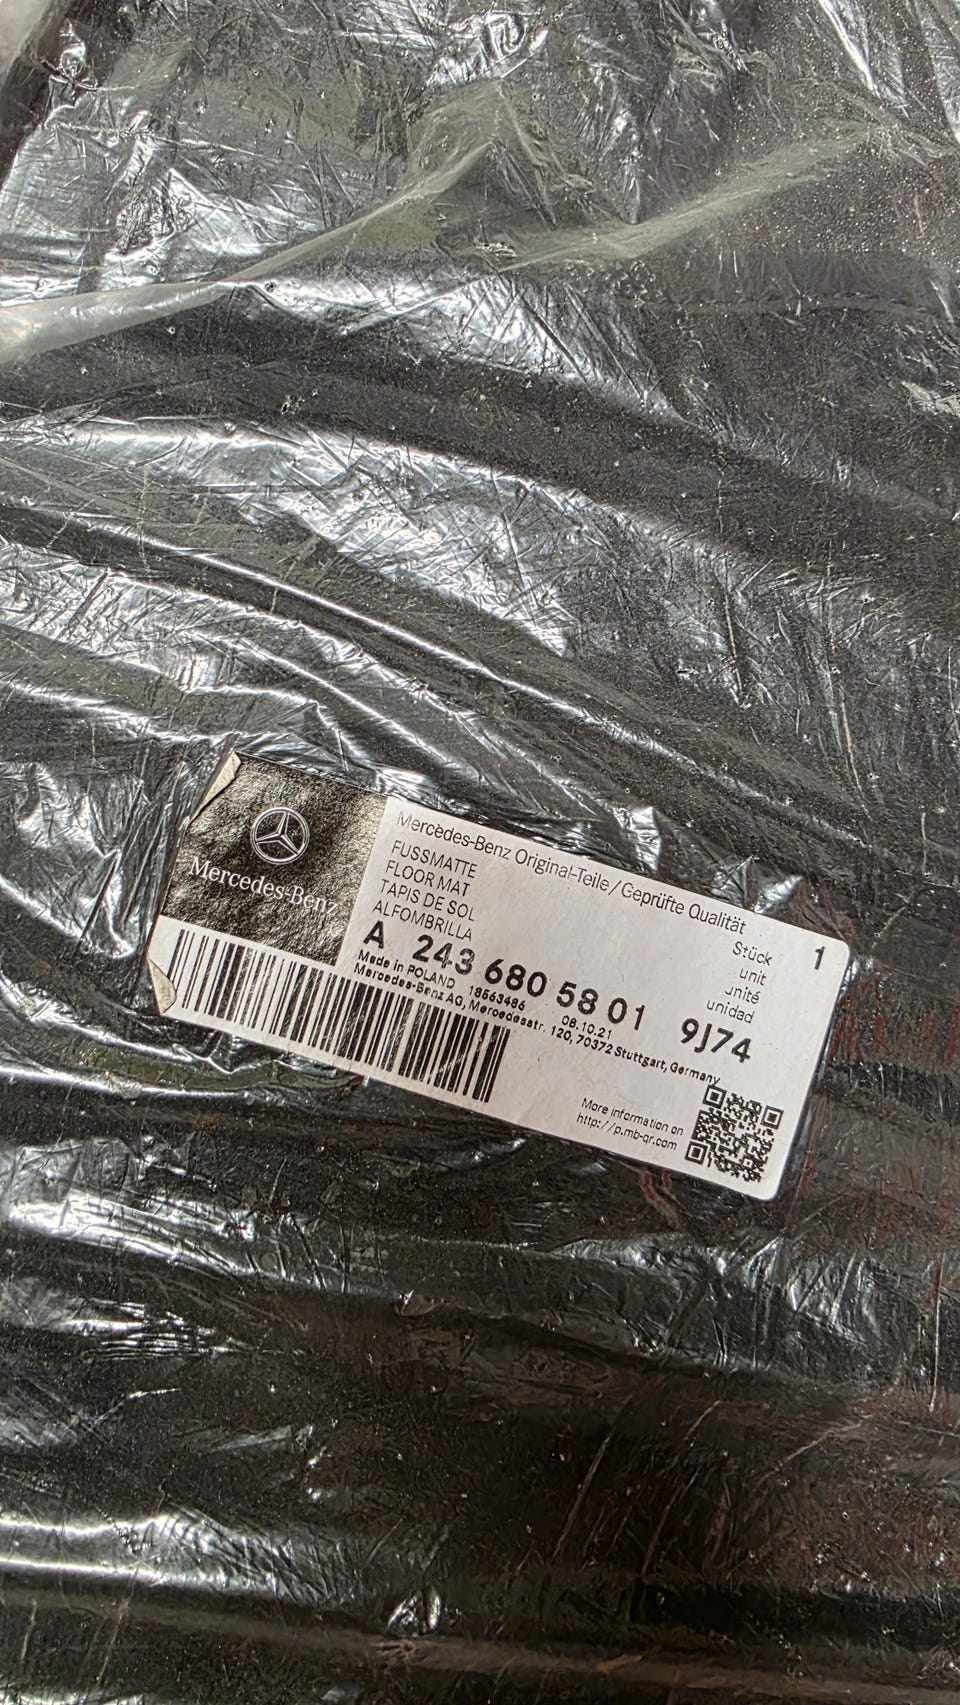 Mercedes-Benz
Mercedes-Benz Original-Teile/Geprüfte Qualität
FUSSMATTE
FLOOR MAT
TAPIS DE SOL
ALFOMBRILLA
Stück 1
unit
unité
unidad
A 243 680 58 01 9J74
Made in POLAND 18563486 08.10.21
Mercedes-Benz AG, Mercedesstr. 120, 70372 Stuttgart, Germany
More information on
http://p.mb-qr.com